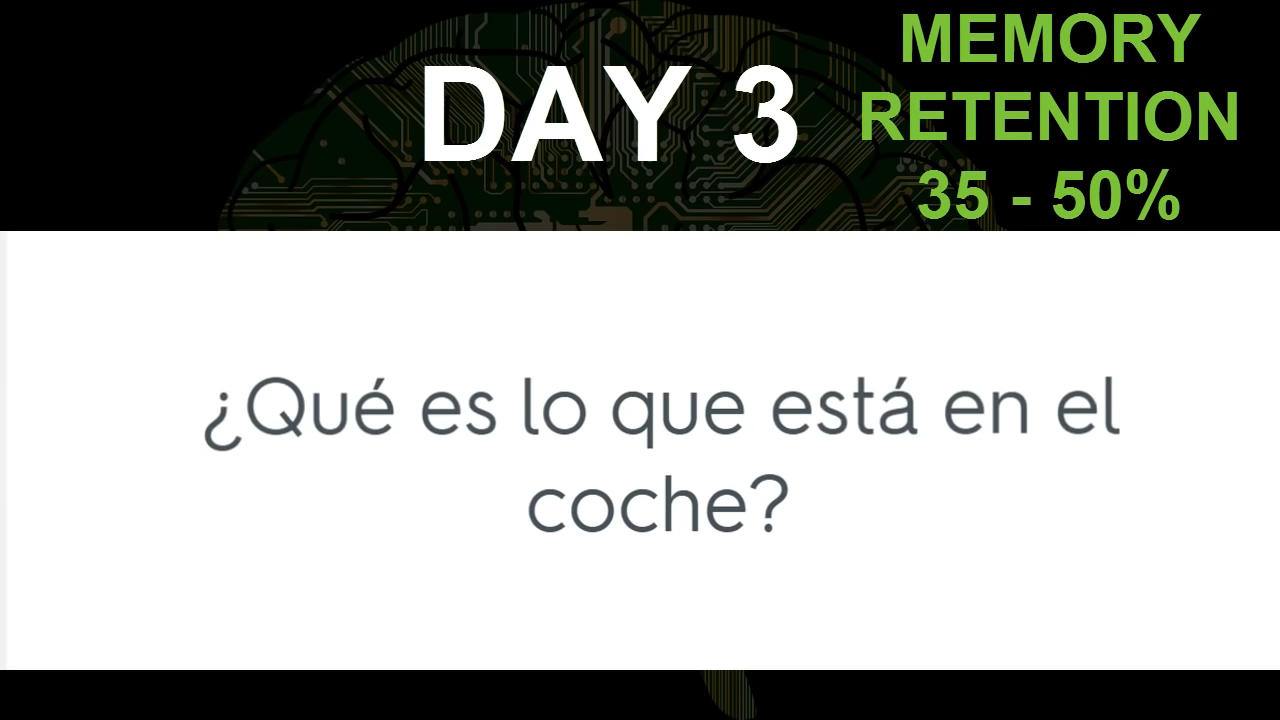 DAY 3
MEMORY
RETENTION
35 - 50%
¿Qué es lo que está en el
coche?